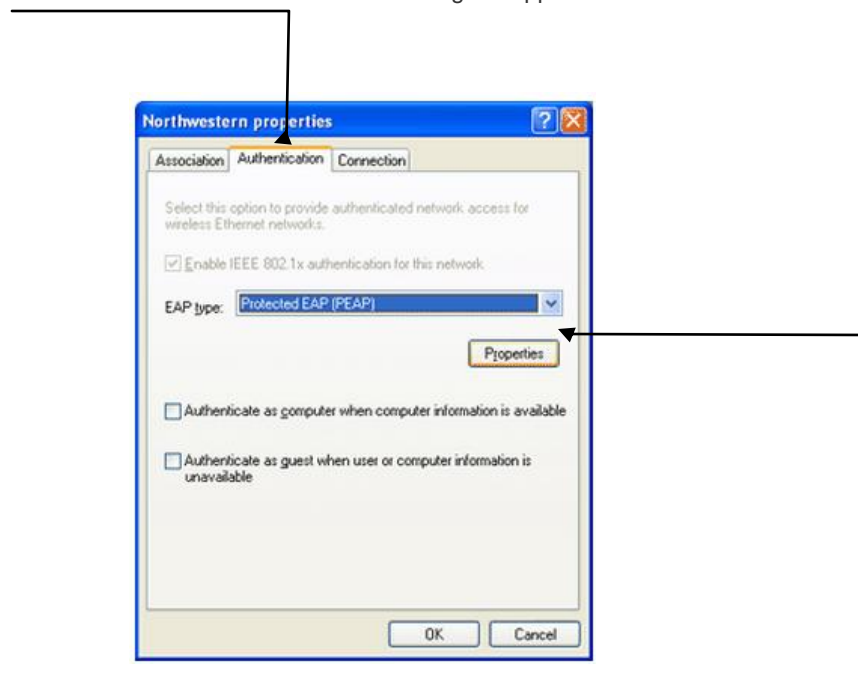 Northwestern properties
Association Authentication Connection
Select this option to provide authenticated network access for
wireless Ethernet networks.
Enable IEEE 802.1x authentication for this network
EAP type: Protected EAP (PEAP)
Properties
Authenticate as computer when computer information is available
Authenticate as guest when user or computer information is
unavailable
OK Cancel